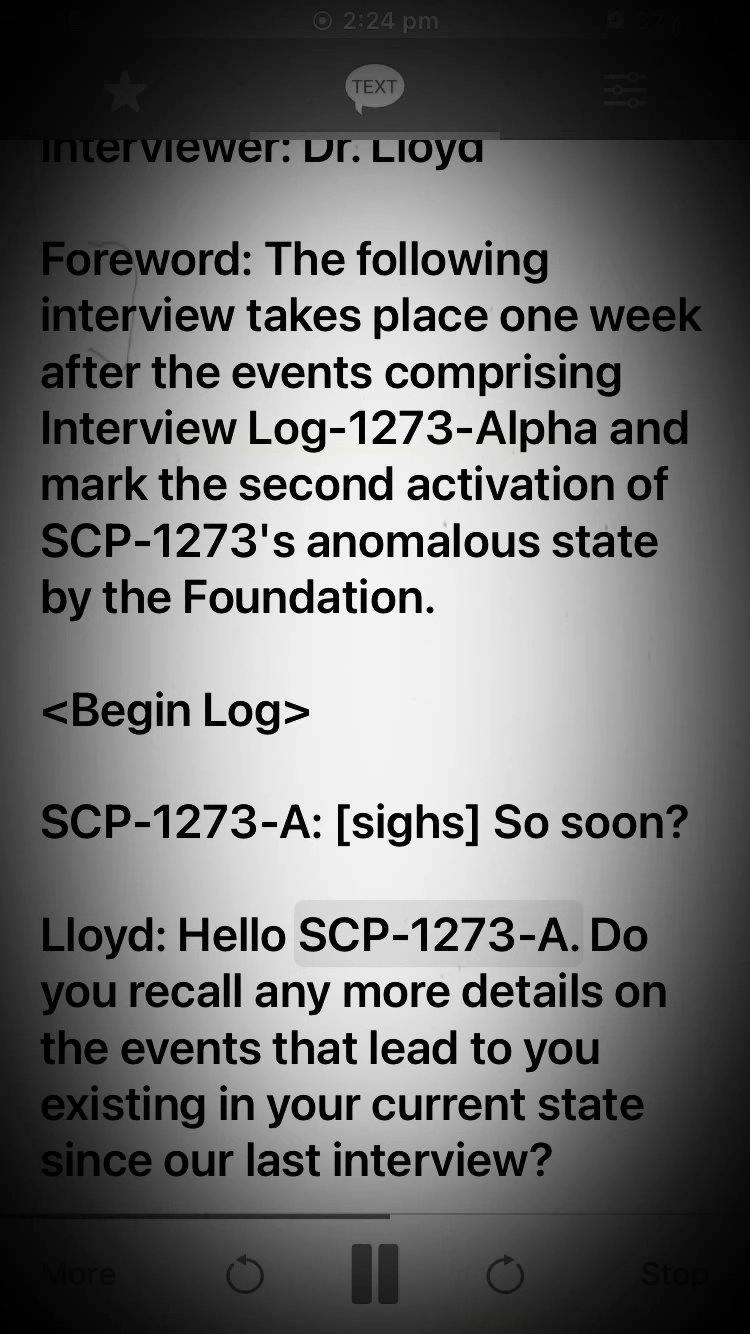 2:24 pm
TEXT
Interviewer: Dr. Lloyd
Foreword: The following
interview takes place one week
after the events comprising
Interview Log-1273-Alpha and
mark the second activation of
SCP-1273's anomalous state
by the Foundation.
<Begin Log>
SCP-1273-A: [sighs] So soon?
Lloyd: Hello SCP-1273-A. Do
you recall any more details on
the events that lead to you
existing in your current state
since our last interview?
More
Stop